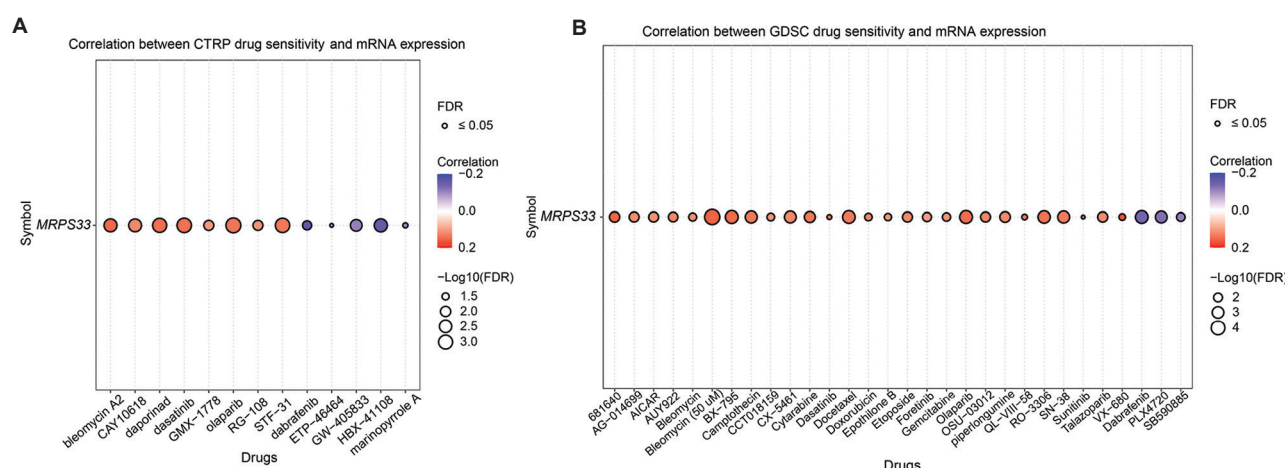 A
Correlation between CTRP drug sensitivity and mRNA expression
Symbol
MRPS33
bleomycin A2
CAY10618
daporinad
dasatinib
GMX-1778
olaparib
RG-108
STF-31
dabrafenib
ETP-46464
GW-405833
HBX-41108
marinopyrrole A
Drugs
FDR
≤ 0.05
Correlation
−0.2
0.0
0.2
−Log10(FDR)
1.5
2.0
2.5
3.0
B
Correlation between GDSC drug sensitivity and mRNA expression
Symbol
MRPS33
681640
AG-014699
AICAR
AUY922
Bleomycin
Bleomycin (50 uM)
BX-795
Camptothecin
CCT018159
CX-5461
Cytarabine
Dasatinib
Docetaxel
Doxorubicin
Epothilone B
Etoposide
Foretinib
Gemcitabine
Olaparib
OSU-03012
piperlongumine
QL-VIII-58
RO-3306
SN-38
Sunitinib
Talazoparib
VX-680
Dabrafenib
PLX4720
SB590885
Drugs
FDR
≤ 0.05
Correlation
−0.2
0.0
0.2
−Log10(FDR)
2
3
4